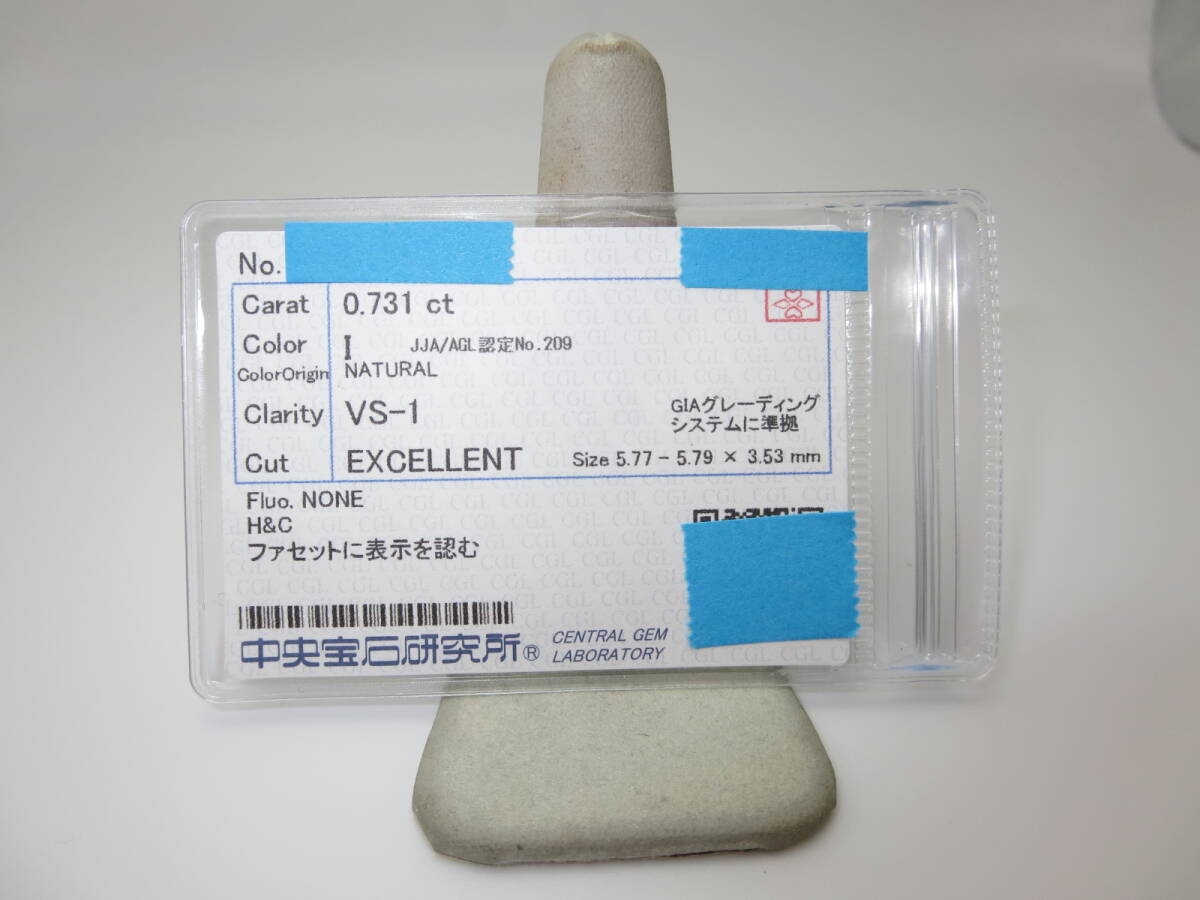 No.
Carat 0.731 ct
Color I JJA/AGL認定No.209
ColorOrigin NATURAL
Clarity VS-1 GIAグレーディング
システムに準拠
Cut EXCELLENT Size 5.77 - 5.79 × 3.53 mm
Fluo. NONE
H&C
ファセットに表示を認む
中央宝石研究所® CENTRAL GEM
LABORATORY